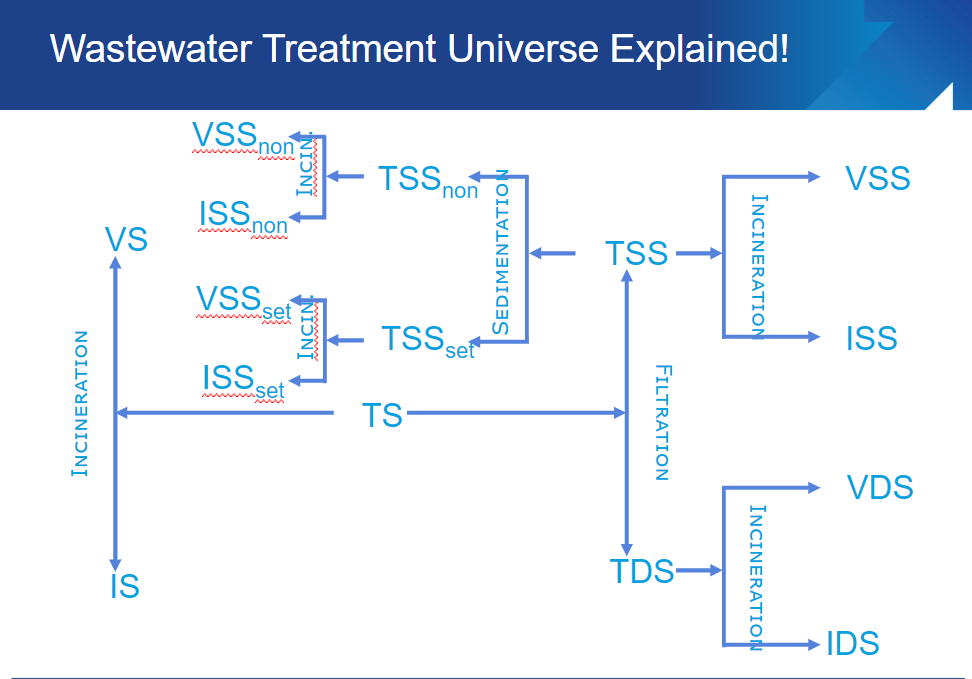 Wastewater Treatment Universe Explained!
VSSnon
INCIN.
ISSnon
TSSnon
SEDIMENTATION
VSSset
INCIN.
ISSset
TSSset
TSS
INCINERATION
VSS
ISS
VS
INCINERATION
IS
TS
FILTRATION
TDS
INCINERATION
VDS
IDS